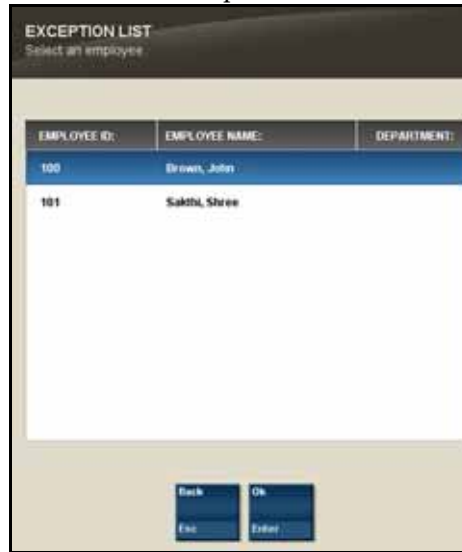 EXCEPTION LIST
Select an employee
EMPLOYEE ID: EMPLOYEE NAME: DEPARTMENT:
100 Brown, John
101 Sakthi, Shree
Back Ok
Esc Enter